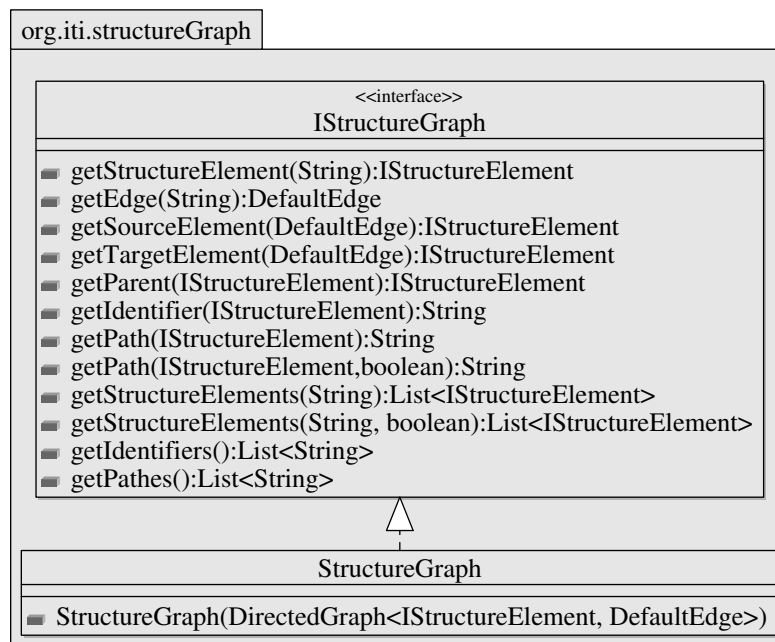 org.iti.structureGraph
<<interface>>
IStructureGraph
getStructureElement(String):IStructureElement
getEdge(String):DefaultEdge
getSourceElement(DefaultEdge):IStructureElement
getTargetElement(DefaultEdge):IStructureElement
getParent(IStructureElement):IStructureElement
getIdentifier(IStructureElement):String
getPath(IStructureElement):String
getPath(IStructureElement,boolean):String
getStructureElements(String):List<IStructureElement>
getStructureElements(String, boolean):List<IStructureElement>
getIdentifiers():List<String>
getPathes():List<String>
StructureGraph
StructureGraph(DirectedGraph<IStructureElement, DefaultEdge>)